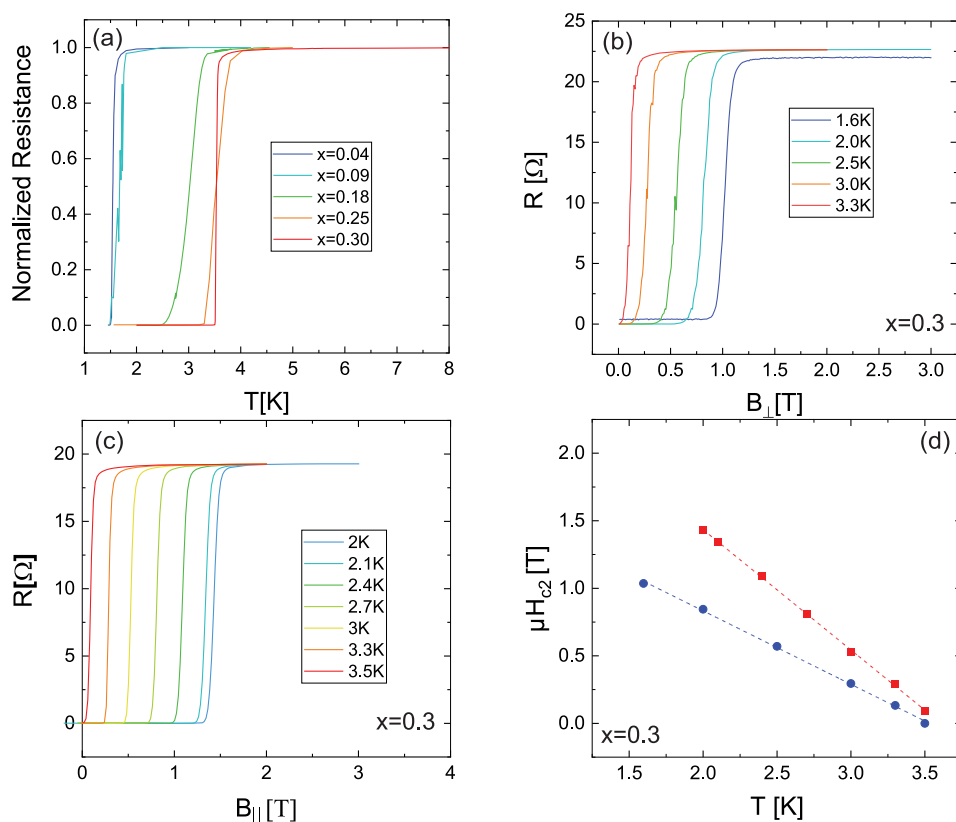 (a)
Normalized Resistance
1.0
0.8
0.6
0.4
0.2
0.0
x=0.04
x=0.09
x=0.18
x=0.25
x=0.30
1 2 3 4 5 6 7 8
T[K]
(b)
R [Ω]
25
20
15
10
5
0
1.6K
2.0K
2.5K
3.0K
3.3K
x=0.3
0.0 0.5 1.0 1.5 2.0 2.5 3.0
B⊥[T]
(c)
R[Ω]
20
15
10
5
0
2K
2.1K
2.4K
2.7K
3K
3.3K
3.5K
x=0.3
0 1 2 3 4
B||[T]
(d)
μHc2 [T]
2.0
1.5
1.0
0.5
0.0
x=0.3
1.5 2.0 2.5 3.0 3.5
T [K]